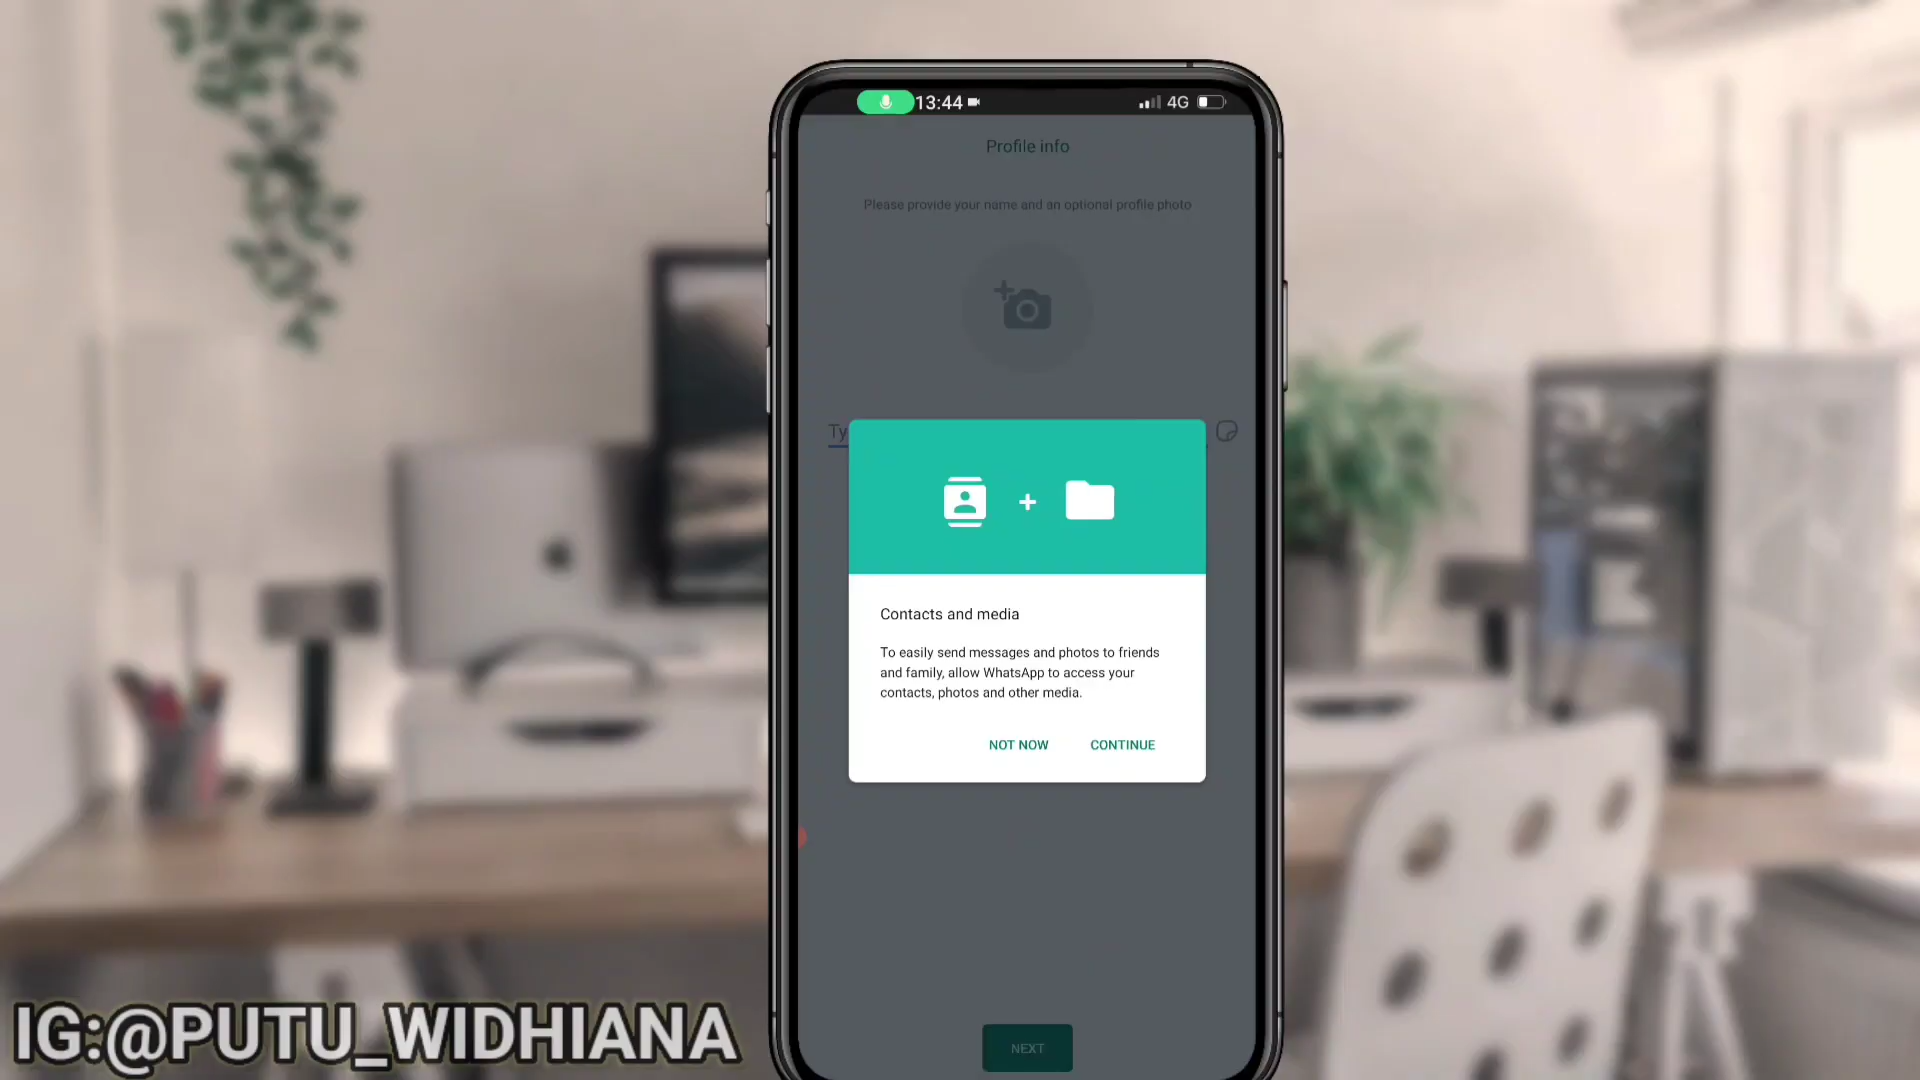 13:44
4G
Profile info
Please provide your name and an optional profile photo
Ty
Contacts and media
To easily send messages and photos to friends
and family, allow WhatsApp to access your
contacts, photos and other media.
NOT NOW
CONTINUE
NEXT
IG:@PUTU_WIDHIANA